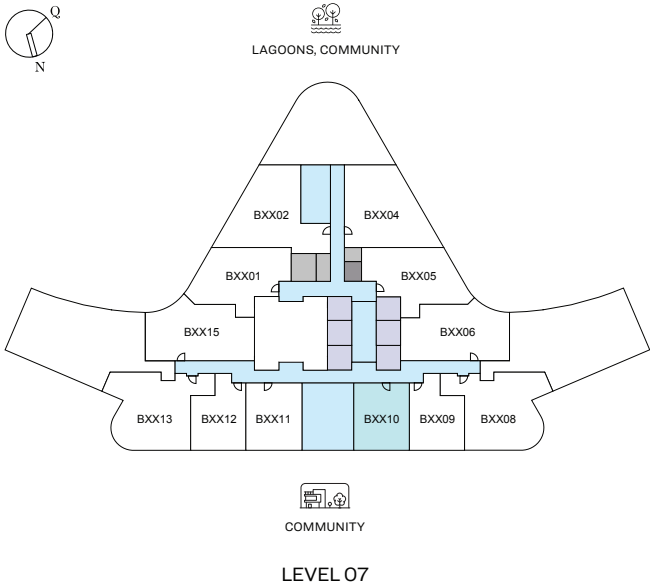 Q
N
LAGOONS, COMMUNITY
BXX02
BXX04
BXX01
BXX05
BXX15
BXX06
BXX13
BXX12
BXX11
BXX10
BXX09
BXX08
COMMUNITY
LEVEL 07